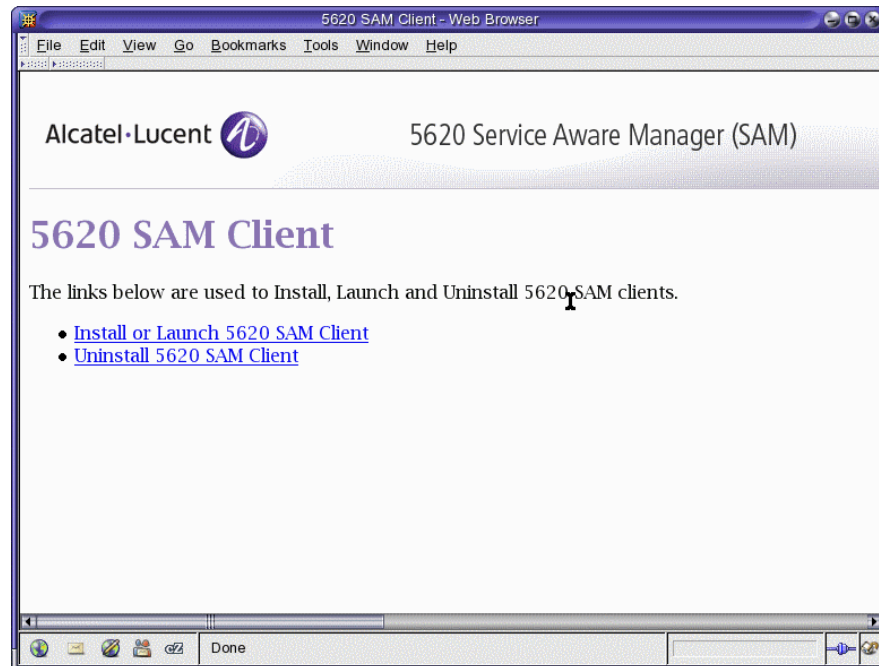 5620 SAM Client - Web Browser
File Edit View Go Bookmarks Tools Window Help
Alcatel·Lucent 5620 Service Aware Manager (SAM)
5620 SAM Client
The links below are used to Install, Launch and Uninstall 5620 SAM clients.
Install or Launch 5620 SAM Client
Uninstall 5620 SAM Client
Done